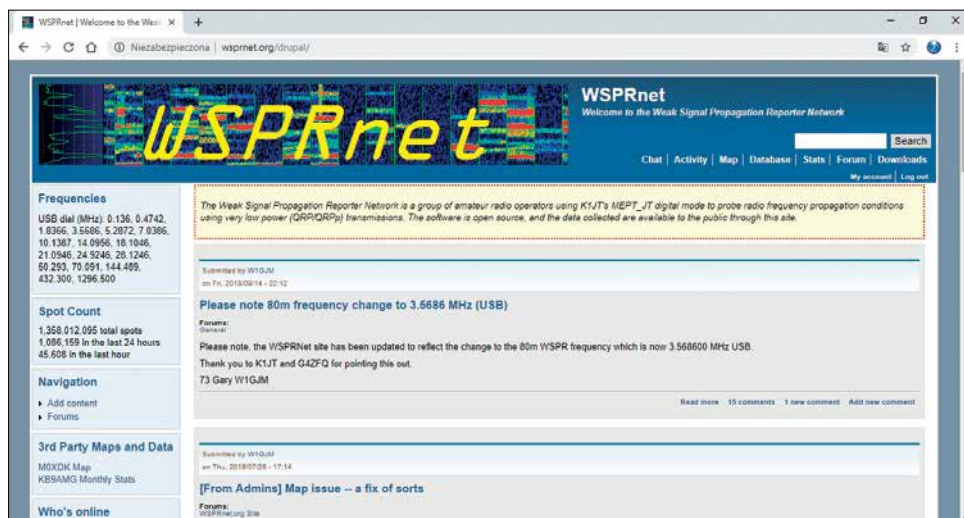 WSPRnet | Welcome to the Wea
Niezabezpieczona | wsprnet.org/drupal/
WSPRnet
WSPRnet
Welcome to the Weak Signal Propagation Reporter Network
Search
Chat | Activity | Map | Database | Stats | Forum | Downloads
My account | Log out
Frequencies
USB dial (MHz): 0.136, 0.4742,
1.8366, 3.5686, 5.2872, 7.0386,
10.1387, 14.0956, 18.1046,
21.0946, 24.9246, 28.1246,
50.293, 70.091, 144.489,
432.300, 1296.500
Spot Count
1,358,012,095 total spots
1,086,159 in the last 24 hours
45,608 in the last hour
Navigation
Add content
Forums
3rd Party Maps and Data
M0XDK Map
KB9AMG Monthly Stats
Who's online
The Weak Signal Propagation Reporter Network is a group of amateur radio operators using K1JT's MEPT_JT digital mode to probe radio frequency propagation conditions
using very low power (QRP/QRPp) transmissions. The software is open source, and the data collected are available to the public through this site.
Submitted by W1GJM
on Fri, 2018/09/14 - 22:12
Please note 80m frequency change to 3.5686 MHz (USB)
Forums:
General
Please note, the WSPRNet site has been updated to reflect the change to the 80m WSPR frequency which is now 3.568600 MHz USB.
Thank you to K1JT and G4ZFQ for pointing this out.
73 Gary W1GJM
Read more 15 comments 1 new comment Add new comment
Submitted by W1GJM
on Thu, 2018/07/26 - 17:14
[From Admins] Map issue -- a fix of sorts
Forums:
WSPRnet.org Site